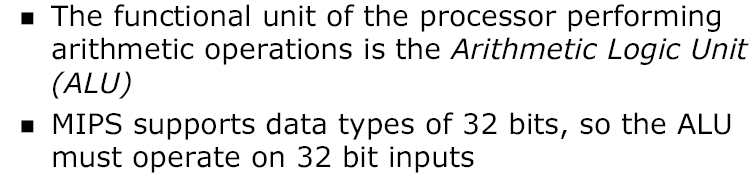 ▪ The functional unit of the processor performing
arithmetic operations is the Arithmetic Logic Unit
(ALU)
▪ MIPS supports data types of 32 bits, so the ALU
must operate on 32 bit inputs